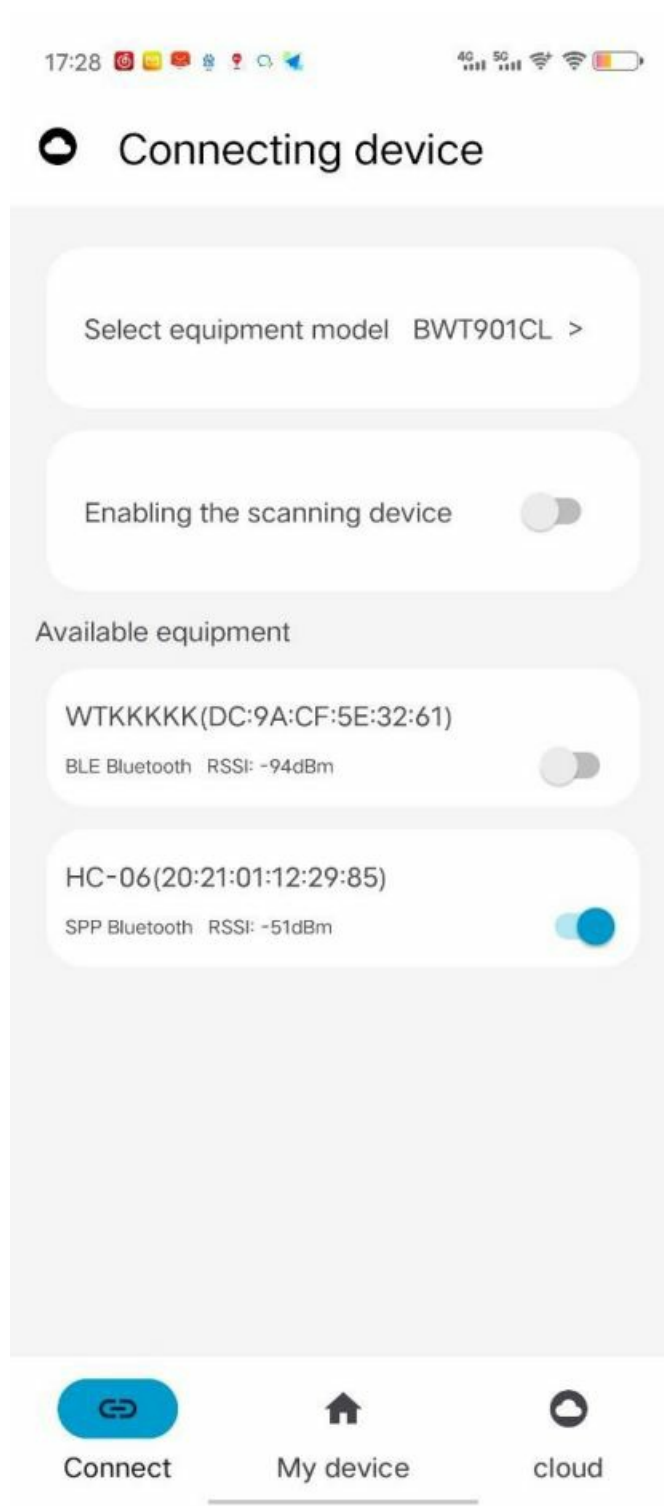 17:28 4G 5G
Connecting device
Select equipment model BWT901CL >
Enabling the scanning device
Available equipment
WTKKKKK(DC:9A:CF:5E:32:61)
BLE Bluetooth RSSI: -94dBm
HC-06(20:21:01:12:29:85)
SPP Bluetooth RSSI: -51dBm
Connect My device cloud